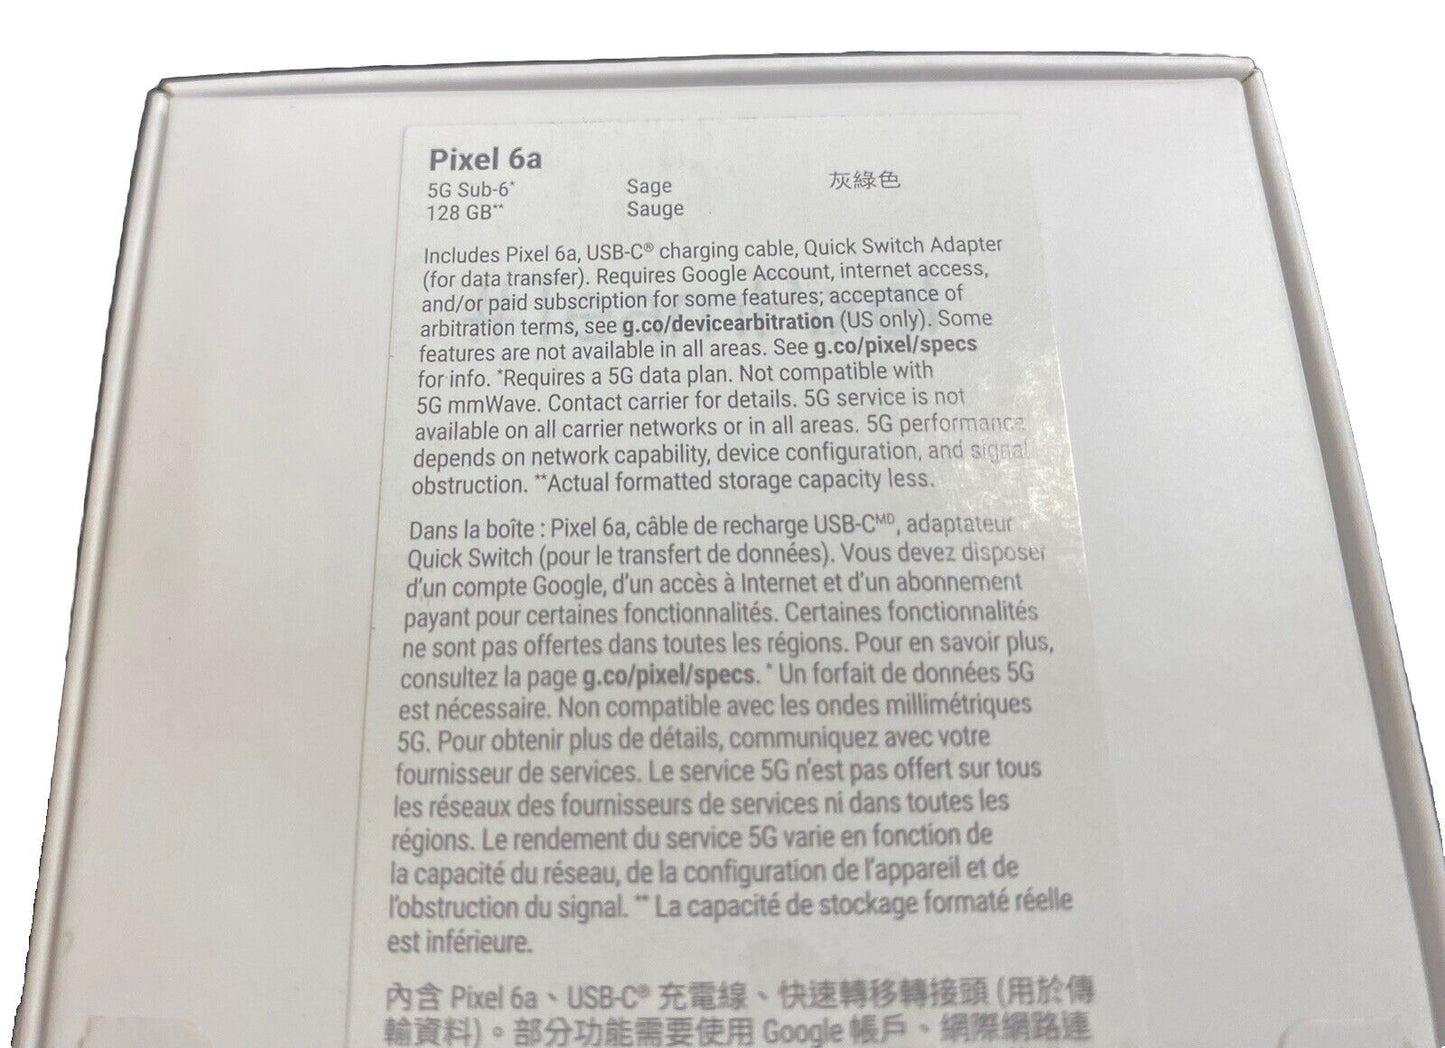 Pixel 6a
5G Sub-6*
128 GB**
Sage
Sauge
灰綠色
Includes Pixel 6a, USB-C® charging cable, Quick Switch Adapter
(for data transfer). Requires Google Account, internet access,
and/or paid subscription for some features; acceptance of
arbitration terms, see g.co/devicearbitration (US only). Some
features are not available in all areas. See g.co/pixel/specs
for info. *Requires a 5G data plan. Not compatible with
5G mmWave. Contact carrier for details. 5G service is not
available on all carrier networks or in all areas. 5G performance
depends on network capability, device configuration, and signal
obstruction. **Actual formatted storage capacity less.
Dans la boîte : Pixel 6a, câble de recharge USB-Cᴹᴰ, adaptateur
Quick Switch (pour le transfert de données). Vous devez disposer
d’un compte Google, d’un accès à Internet et d’un abonnement
payant pour certaines fonctionnalités. Certaines fonctionnalités
ne sont pas offertes dans toutes les régions. Pour en savoir plus,
consultez la page g.co/pixel/specs. * Un forfait de données 5G
est nécessaire. Non compatible avec les ondes millimétriques
5G. Pour obtenir plus de détails, communiquez avec votre
fournisseur de services. Le service 5G n’est pas offert sur tous
les réseaux des fournisseurs de services ni dans toutes les
régions. Le rendement du service 5G varie en fonction de
la capacité du réseau, de la configuration de l’appareil et de
l’obstruction du signal. ** La capacité de stockage formaté réelle
est inférieure.
內含 Pixel 6a、USB-C® 充電線、快速轉移轉接頭 (用於傳
輸資料)。部分功能需要使用 Google 帳戶、網際網路連